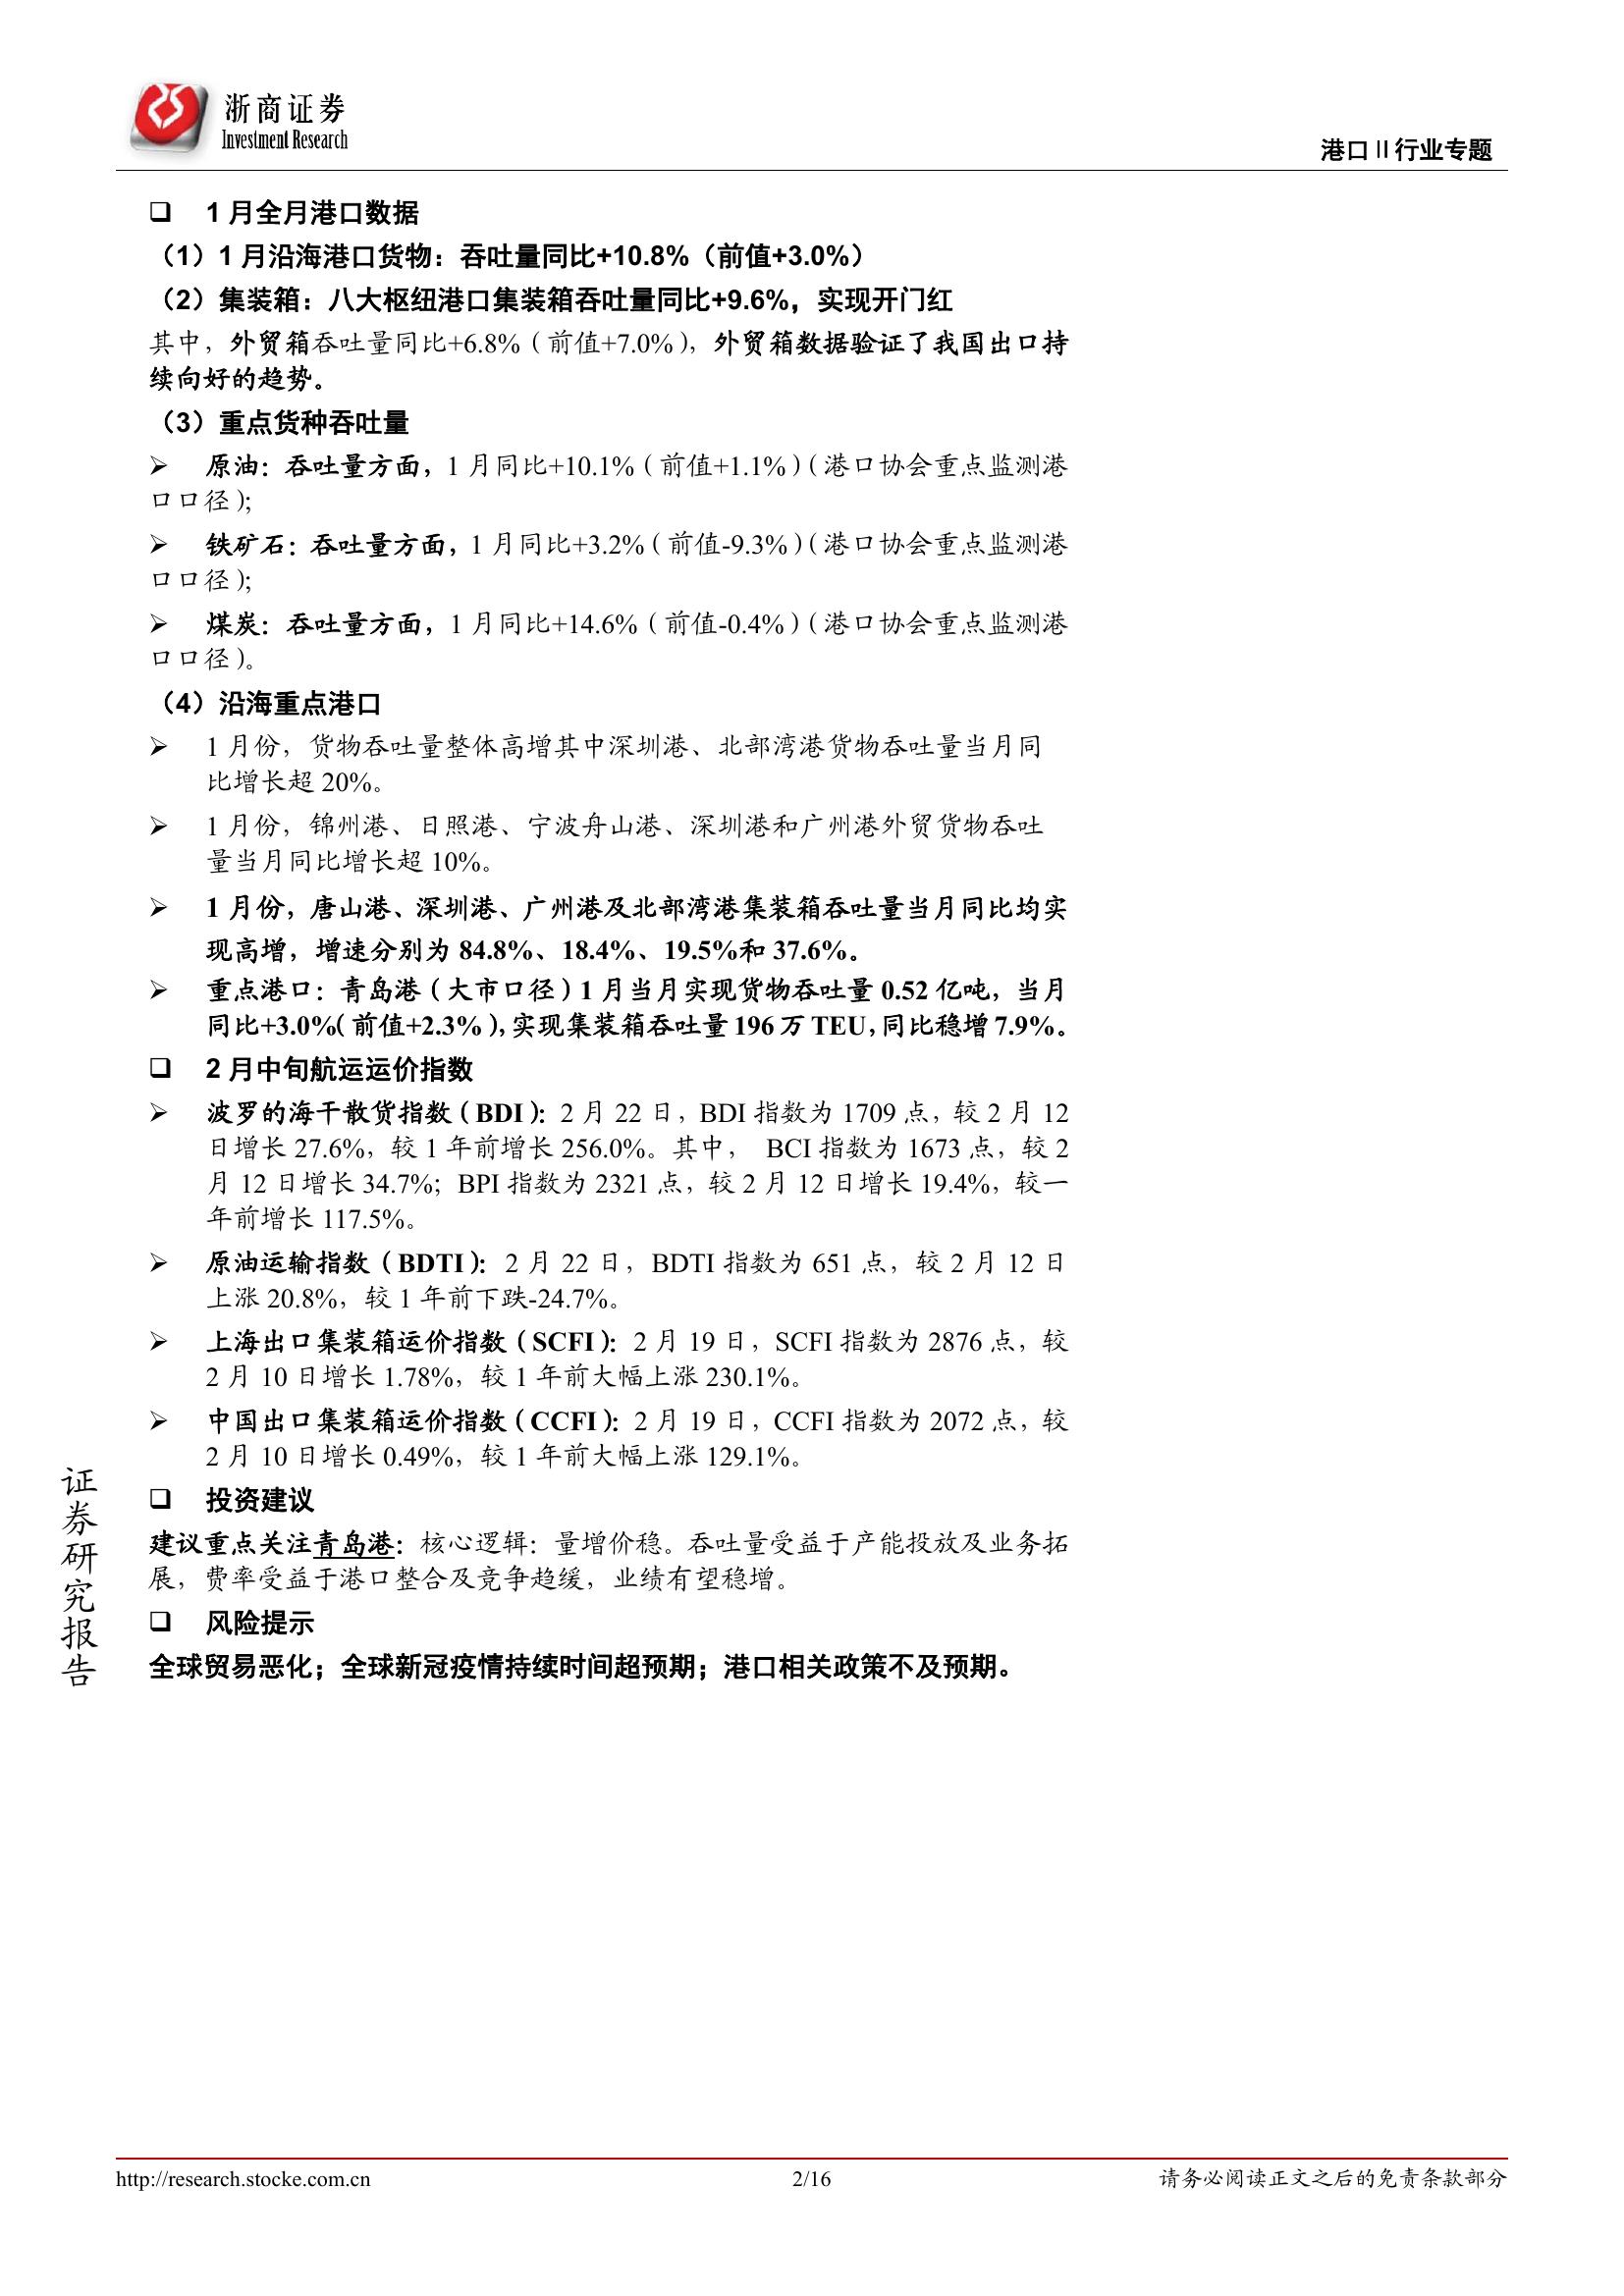 浙商证券
Investment Research
港口Ⅱ行业专题
❑ 1 月全月港口数据
（1）1 月沿海港口货物：吞吐量同比+10.8%（前值+3.0%）
（2）集装箱：八大枢纽港口集装箱吞吐量同比+9.6%，实现开门红
其中，外贸箱吞吐量同比+6.8%（前值+7.0%），外贸箱数据验证了我国出口持
续向好的趋势。
（3）重点货种吞吐量
➢ 原油：吞吐量方面，1 月同比+10.1%（前值+1.1%）（港口协会重点监测港
口口径）；
➢ 铁矿石：吞吐量方面，1 月同比+3.2%（前值-9.3%）（港口协会重点监测港
口口径）；
➢ 煤炭：吞吐量方面，1 月同比+14.6%（前值-0.4%）（港口协会重点监测港
口口径）。
（4）沿海重点港口
➢ 1 月份，货物吞吐量整体高增其中深圳港、北部湾港货物吞吐量当月同
比增长超 20%。
➢ 1 月份，锦州港、日照港、宁波舟山港、深圳港和广州港外贸货物吞吐
量当月同比增长超 10%。
➢ 1 月份，唐山港、深圳港、广州港及北部湾港集装箱吞吐量当月同比均实
现高增，增速分别为 84.8%、18.4%、19.5%和 37.6%。
➢ 重点港口：青岛港（大市口径）1 月当月实现货物吞吐量 0.52 亿吨，当月
同比+3.0%（前值+2.3%），实现集装箱吞吐量 196 万 TEU，同比稳增 7.9%。
❑ 2 月中旬航运运价指数
➢ 波罗的海干散货指数（BDI）：2 月 22 日，BDI 指数为 1709 点，较 2 月 12
日增长 27.6%，较 1 年前增长 256.0%。其中， BCI 指数为 1673 点，较 2
月 12 日增长 34.7%；BPI 指数为 2321 点，较 2 月 12 日增长 19.4%，较一
年前增长 117.5%。
➢ 原油运输指数（BDTI）：2 月 22 日，BDTI 指数为 651 点，较 2 月 12 日
上涨 20.8%，较 1 年前下跌-24.7%。
➢ 上海出口集装箱运价指数（SCFI）：2 月 19 日，SCFI 指数为 2876 点，较
2 月 10 日增长 1.78%，较 1 年前大幅上涨 230.1%。
➢ 中国出口集装箱运价指数（CCFI）：2 月 19 日，CCFI 指数为 2072 点，较
2 月 10 日增长 0.49%，较 1 年前大幅上涨 129.1%。
❑ 投资建议
建议重点关注青岛港：核心逻辑：量增价稳。吞吐量受益于产能投放及业务拓
展，费率受益于港口整合及竞争趋缓，业绩有望稳增。
❑ 风险提示
全球贸易恶化；全球新冠疫情持续时间超预期；港口相关政策不及预期。
证券研究报告
http://research.stocke.com.cn
2/16
请务必阅读正文之后的免责条款部分